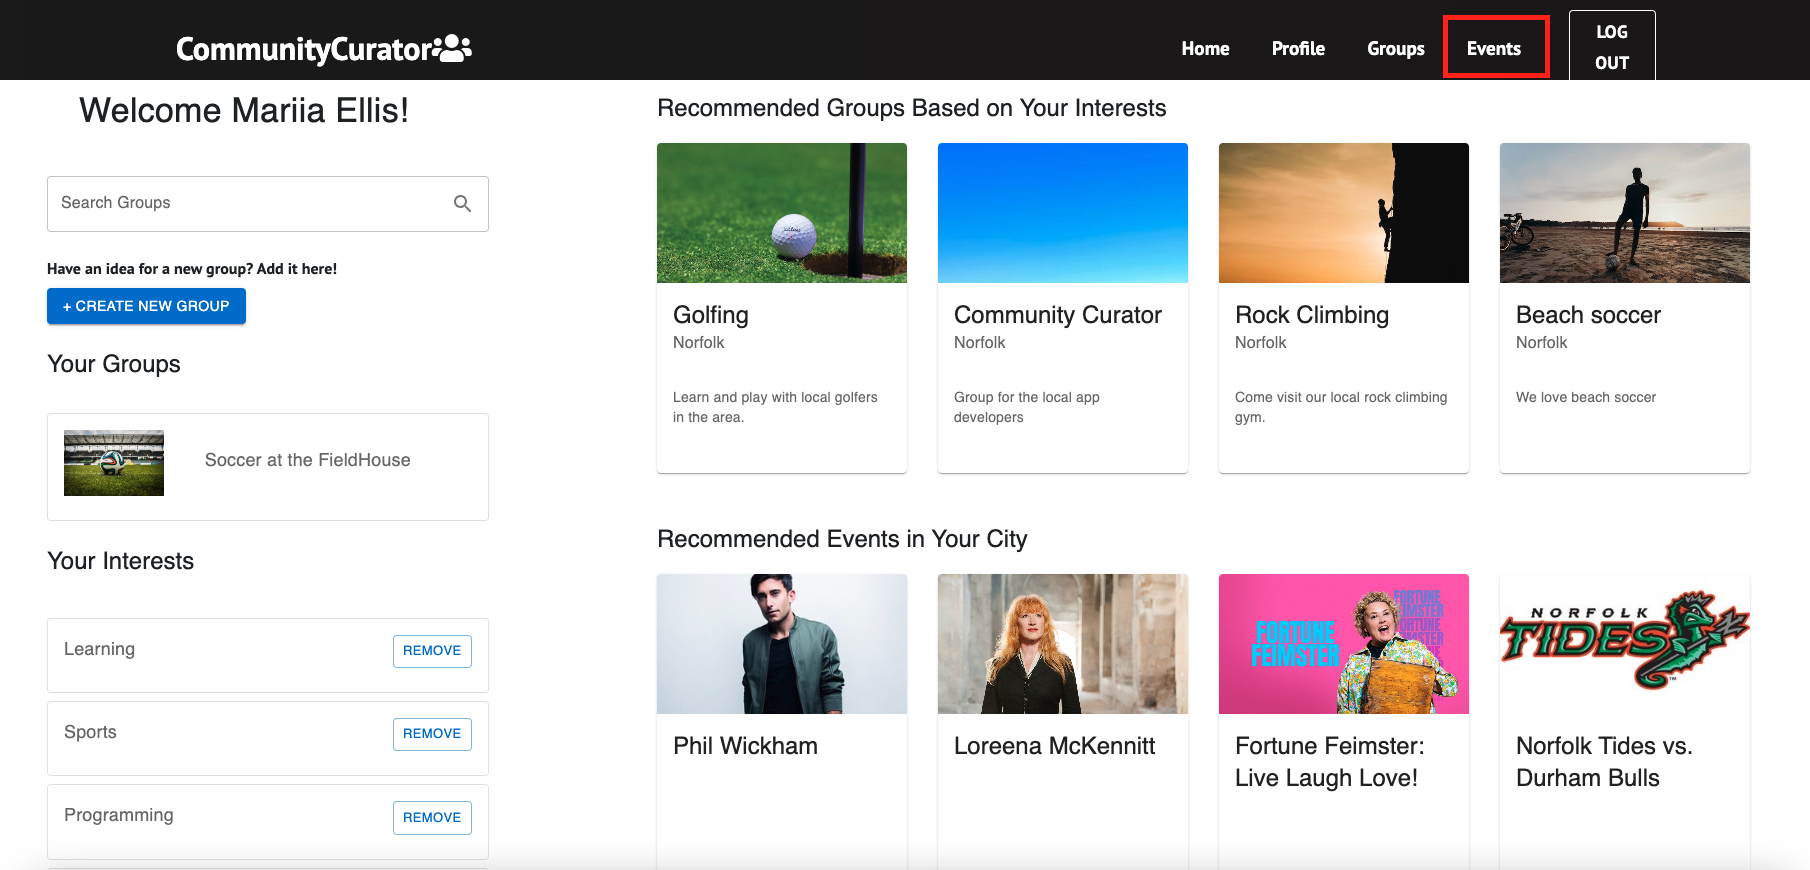 CommunityCurator
Home
Profile
Groups
Events
LOG
OUT
Welcome Mariia Ellis!
Search Groups
Have an idea for a new group? Add it here!
+ CREATE NEW GROUP
Your Groups
Soccer at the FieldHouse
Your Interests
Learning
REMOVE
Sports
REMOVE
Programming
REMOVE
Recommended Groups Based on Your Interests
Golfing
Norfolk
Learn and play with local golfers
in the area.
Community Curator
Norfolk
Group for the local app
developers
Rock Climbing
Norfolk
Come visit our local rock climbing
gym.
Beach soccer
Norfolk
We love beach soccer
Recommended Events in Your City
Phil Wickham
Loreena McKennitt
FORTUNE
FEIMSTER
FORTUNE
FEIMSTER
FORTUNE
Fortune Feimster:
Live Laugh Love!
NORFOLK
TIDES
TM
Norfolk Tides vs.
Durham Bulls